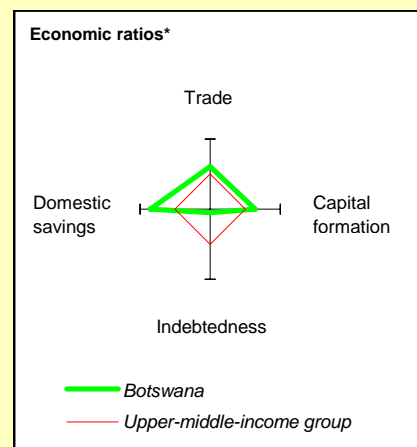 Economic ratios*
Trade
Domestic
savings
Capital
formation
Indebtedness
Botswana
Upper-middle-income group